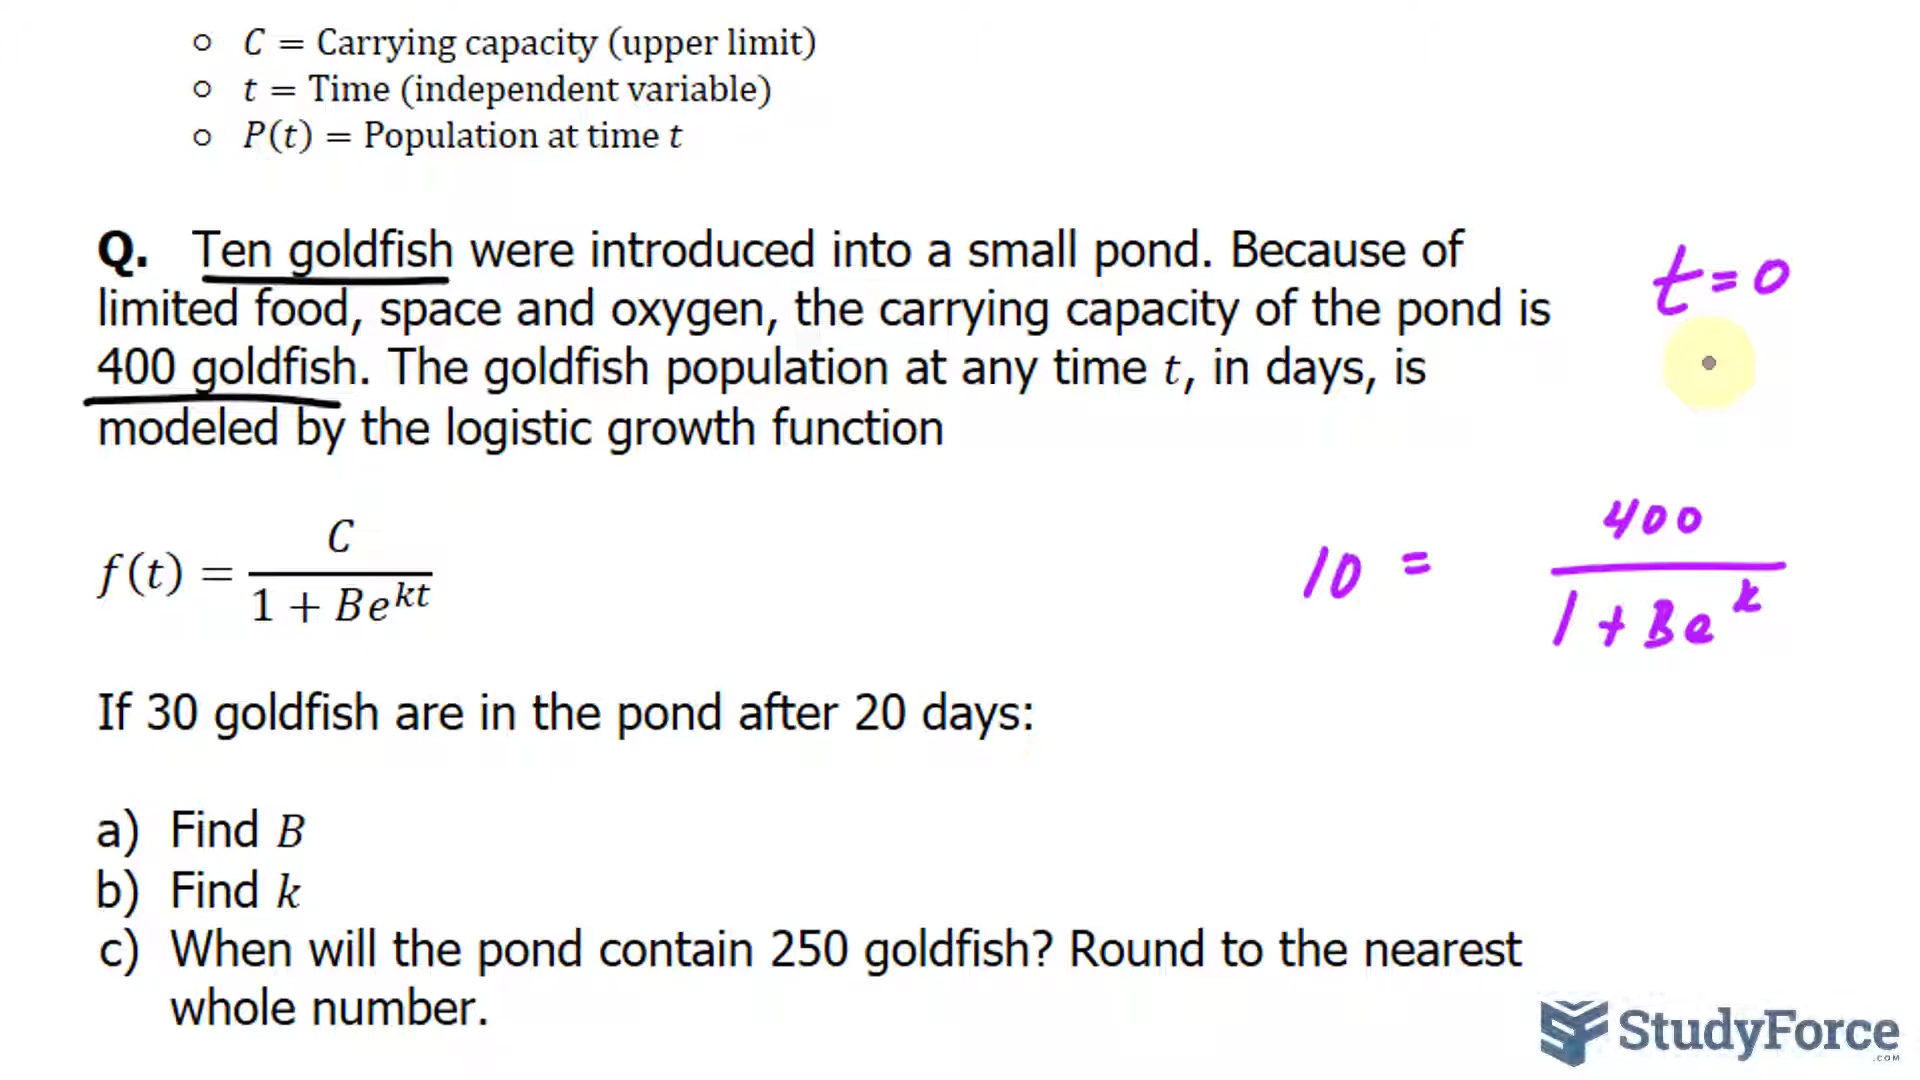 ○ C = Carrying capacity (upper limit)
○ t = Time (independent variable)
○ P(t) = Population at time t
Q. Ten goldfish were introduced into a small pond. Because of
limited food, space and oxygen, the carrying capacity of the pond is
400 goldfish. The goldfish population at any time t, in days, is
modeled by the logistic growth function
t=0
f(t) = C / (1 + Be^{kt})
10 = 400 / (1 + Be^{k})
If 30 goldfish are in the pond after 20 days:
a) Find B
b) Find k
c) When will the pond contain 250 goldfish? Round to the nearest
whole number.
StudyForce
.COM